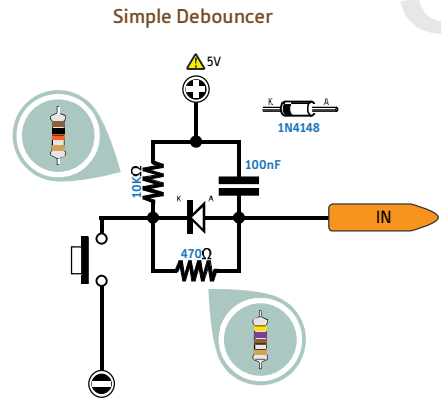 Simple Debouncer
5V
K A
1N4148
10KΩ
100nF
K A
IN
470Ω